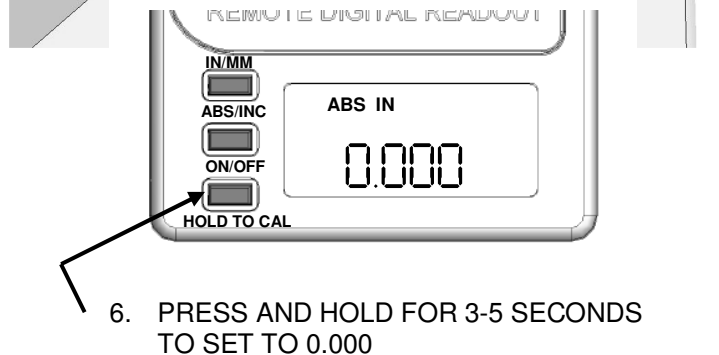 REMOTE DIGITAL READOUT
IN/MM
ABS/INC
ON/OFF
HOLD TO CAL
ABS IN
0.000
6. PRESS AND HOLD FOR 3-5 SECONDS
TO SET TO 0.000